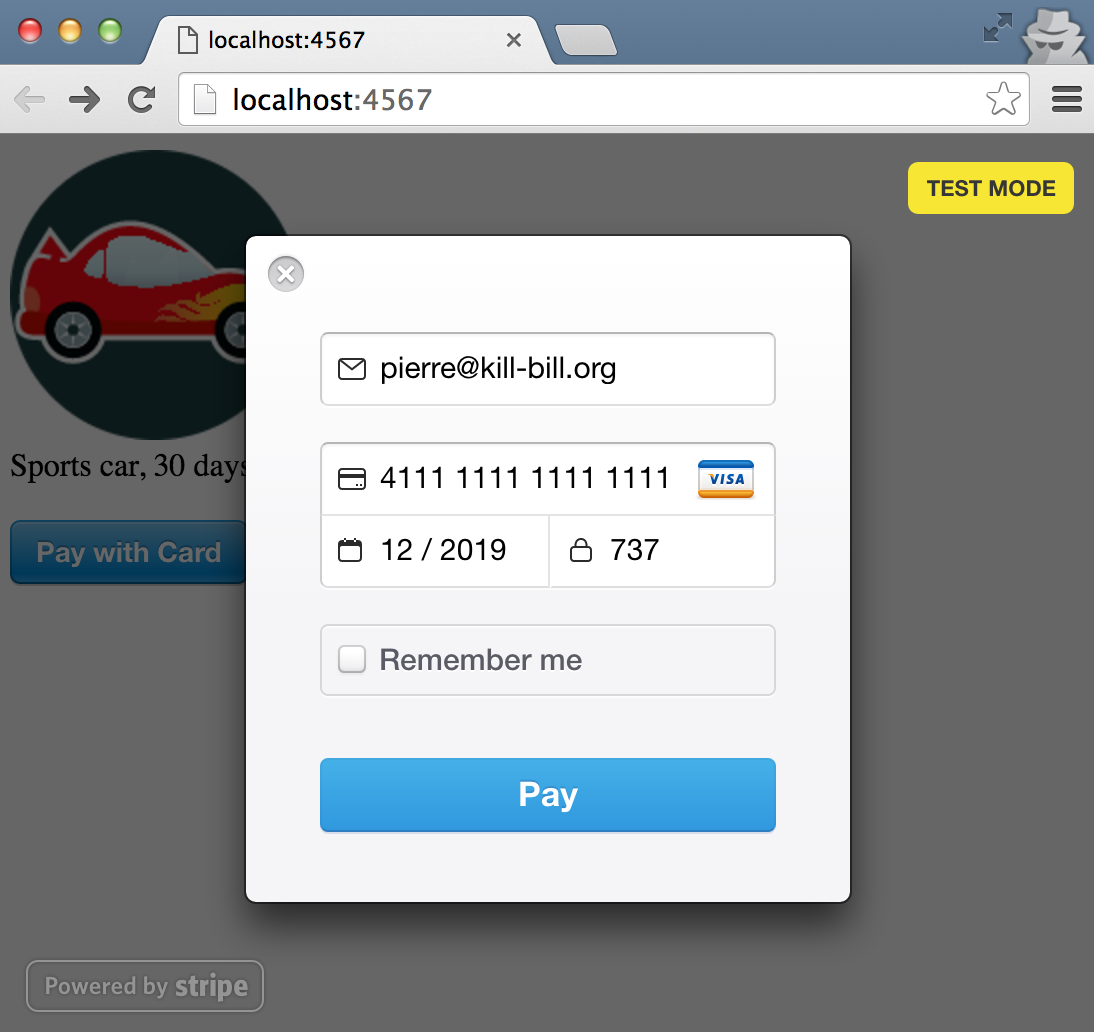 localhost:4567
localhost:4567
TEST MODE
pierre@kill-bill.org
4111 1111 1111 1111 VISA
12 / 2019 737
Sports car, 30 days
Pay with Card
Remember me
Pay
Powered by stripe